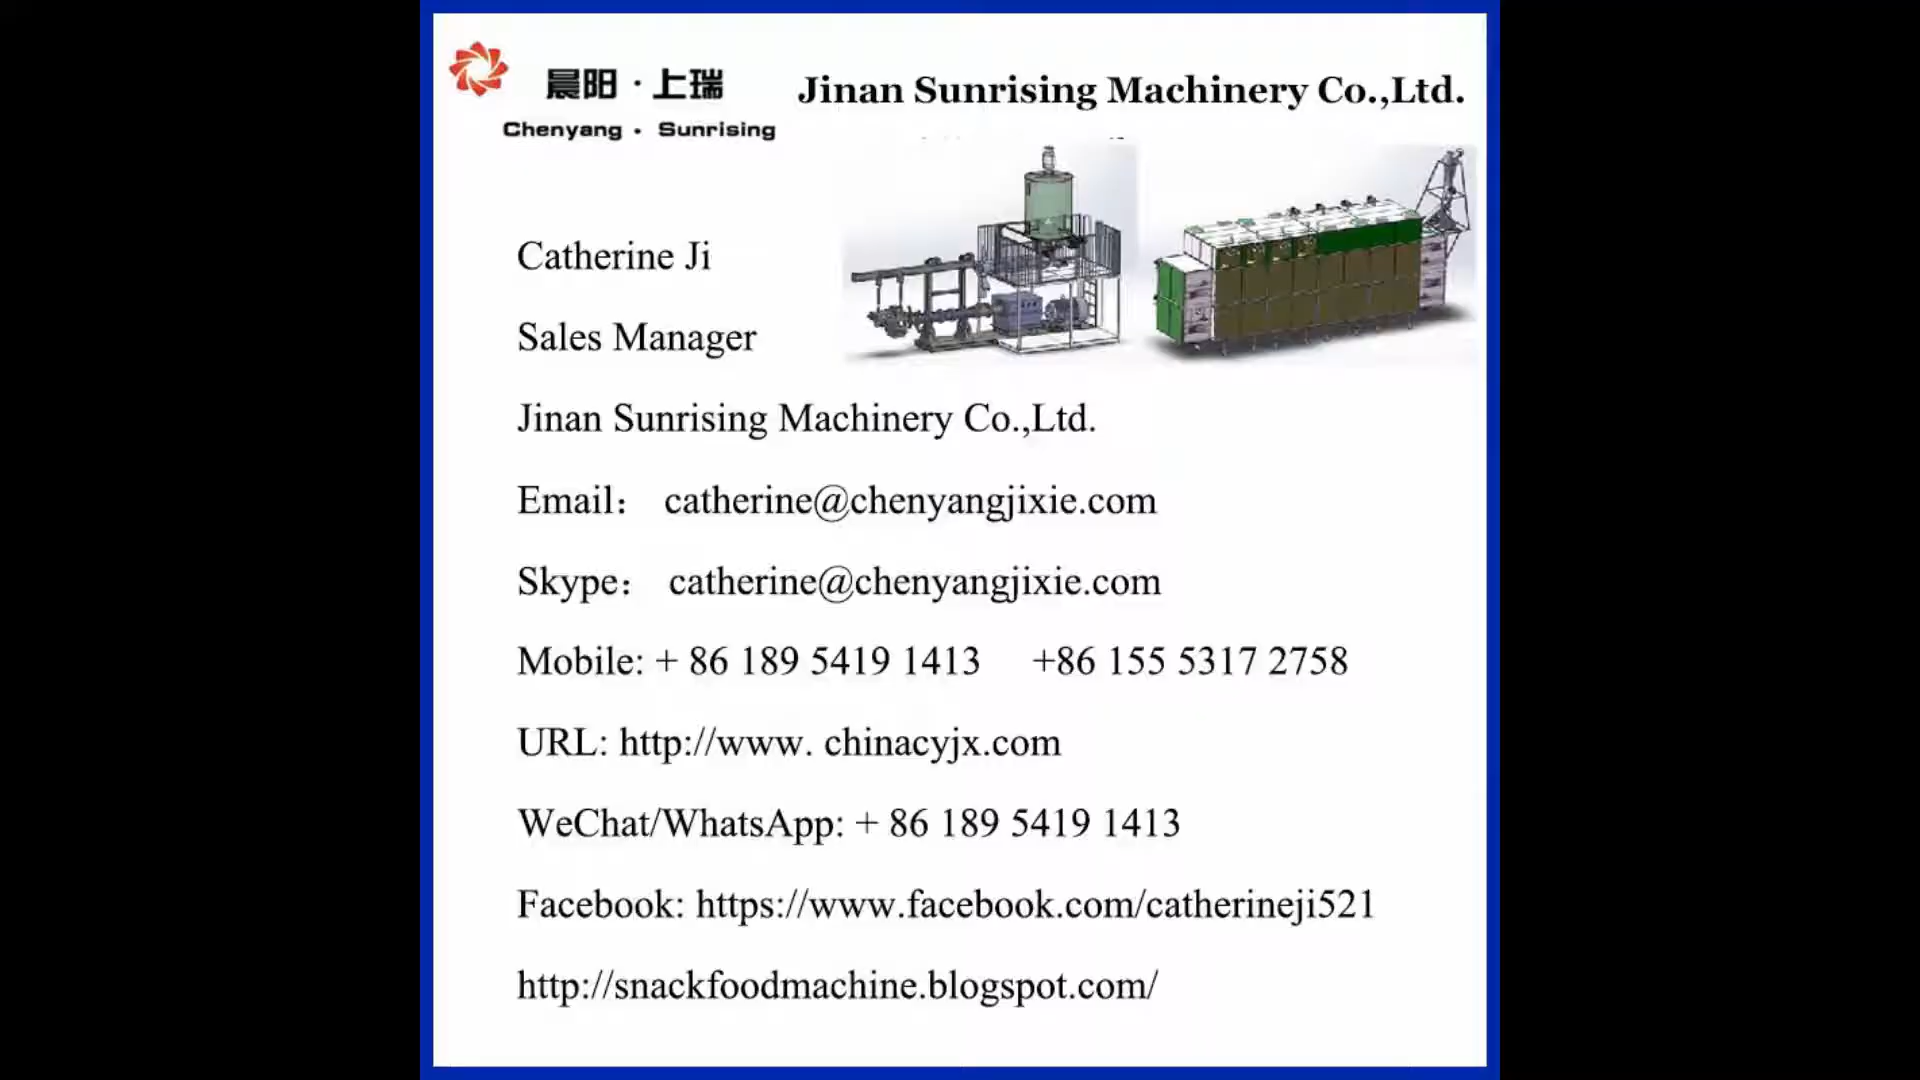 晨阳·上瑞
Chenyang · Sunrising
Jinan Sunrising Machinery Co.,Ltd.
Catherine Ji
Sales Manager
Jinan Sunrising Machinery Co.,Ltd.
Email： catherine@chenyangjixie.com
Skype： catherine@chenyangjixie.com
Mobile: + 86 189 5419 1413 +86 155 5317 2758
URL: http://www. chinacyjx.com
WeChat/WhatsApp: + 86 189 5419 1413
Facebook: https://www.facebook.com/catherineji521
http://snackfoodmachine.blogspot.com/